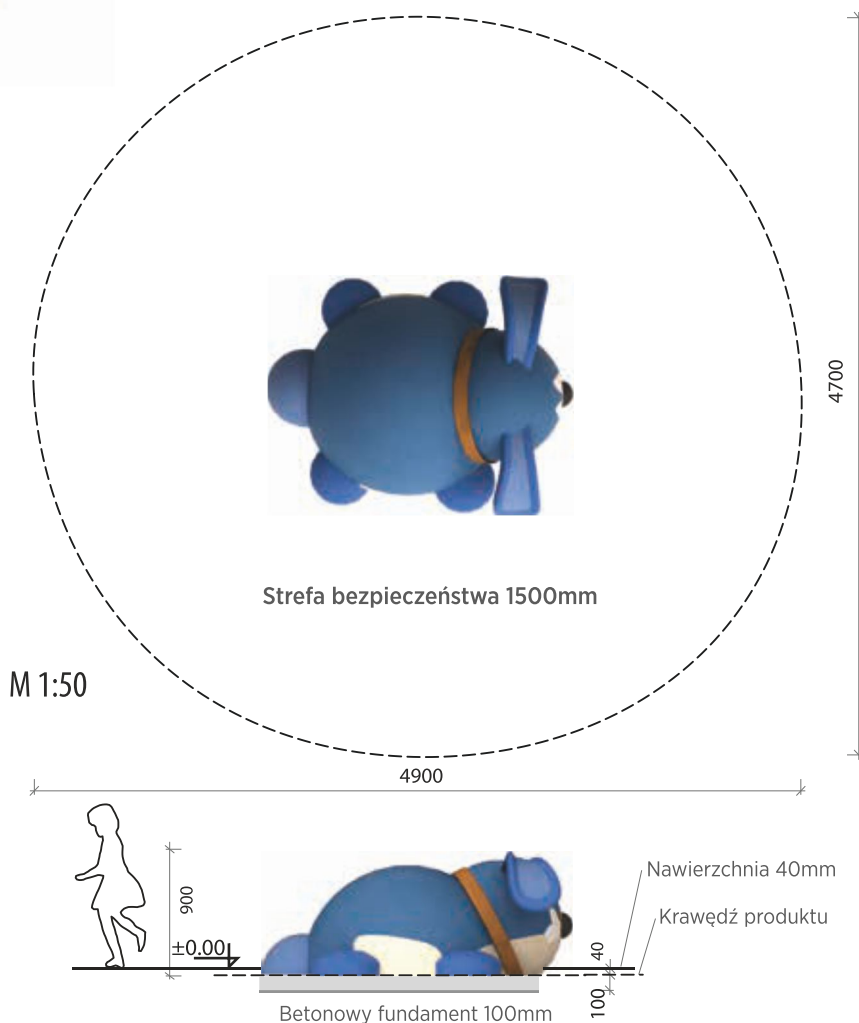 4700
Strefa bezpieczeństwa 1500mm
M 1:50
4900
900
±0.00
Nawierzchnia 40mm
Krawędź produktu
40
100
Betonowy fundament 100mm